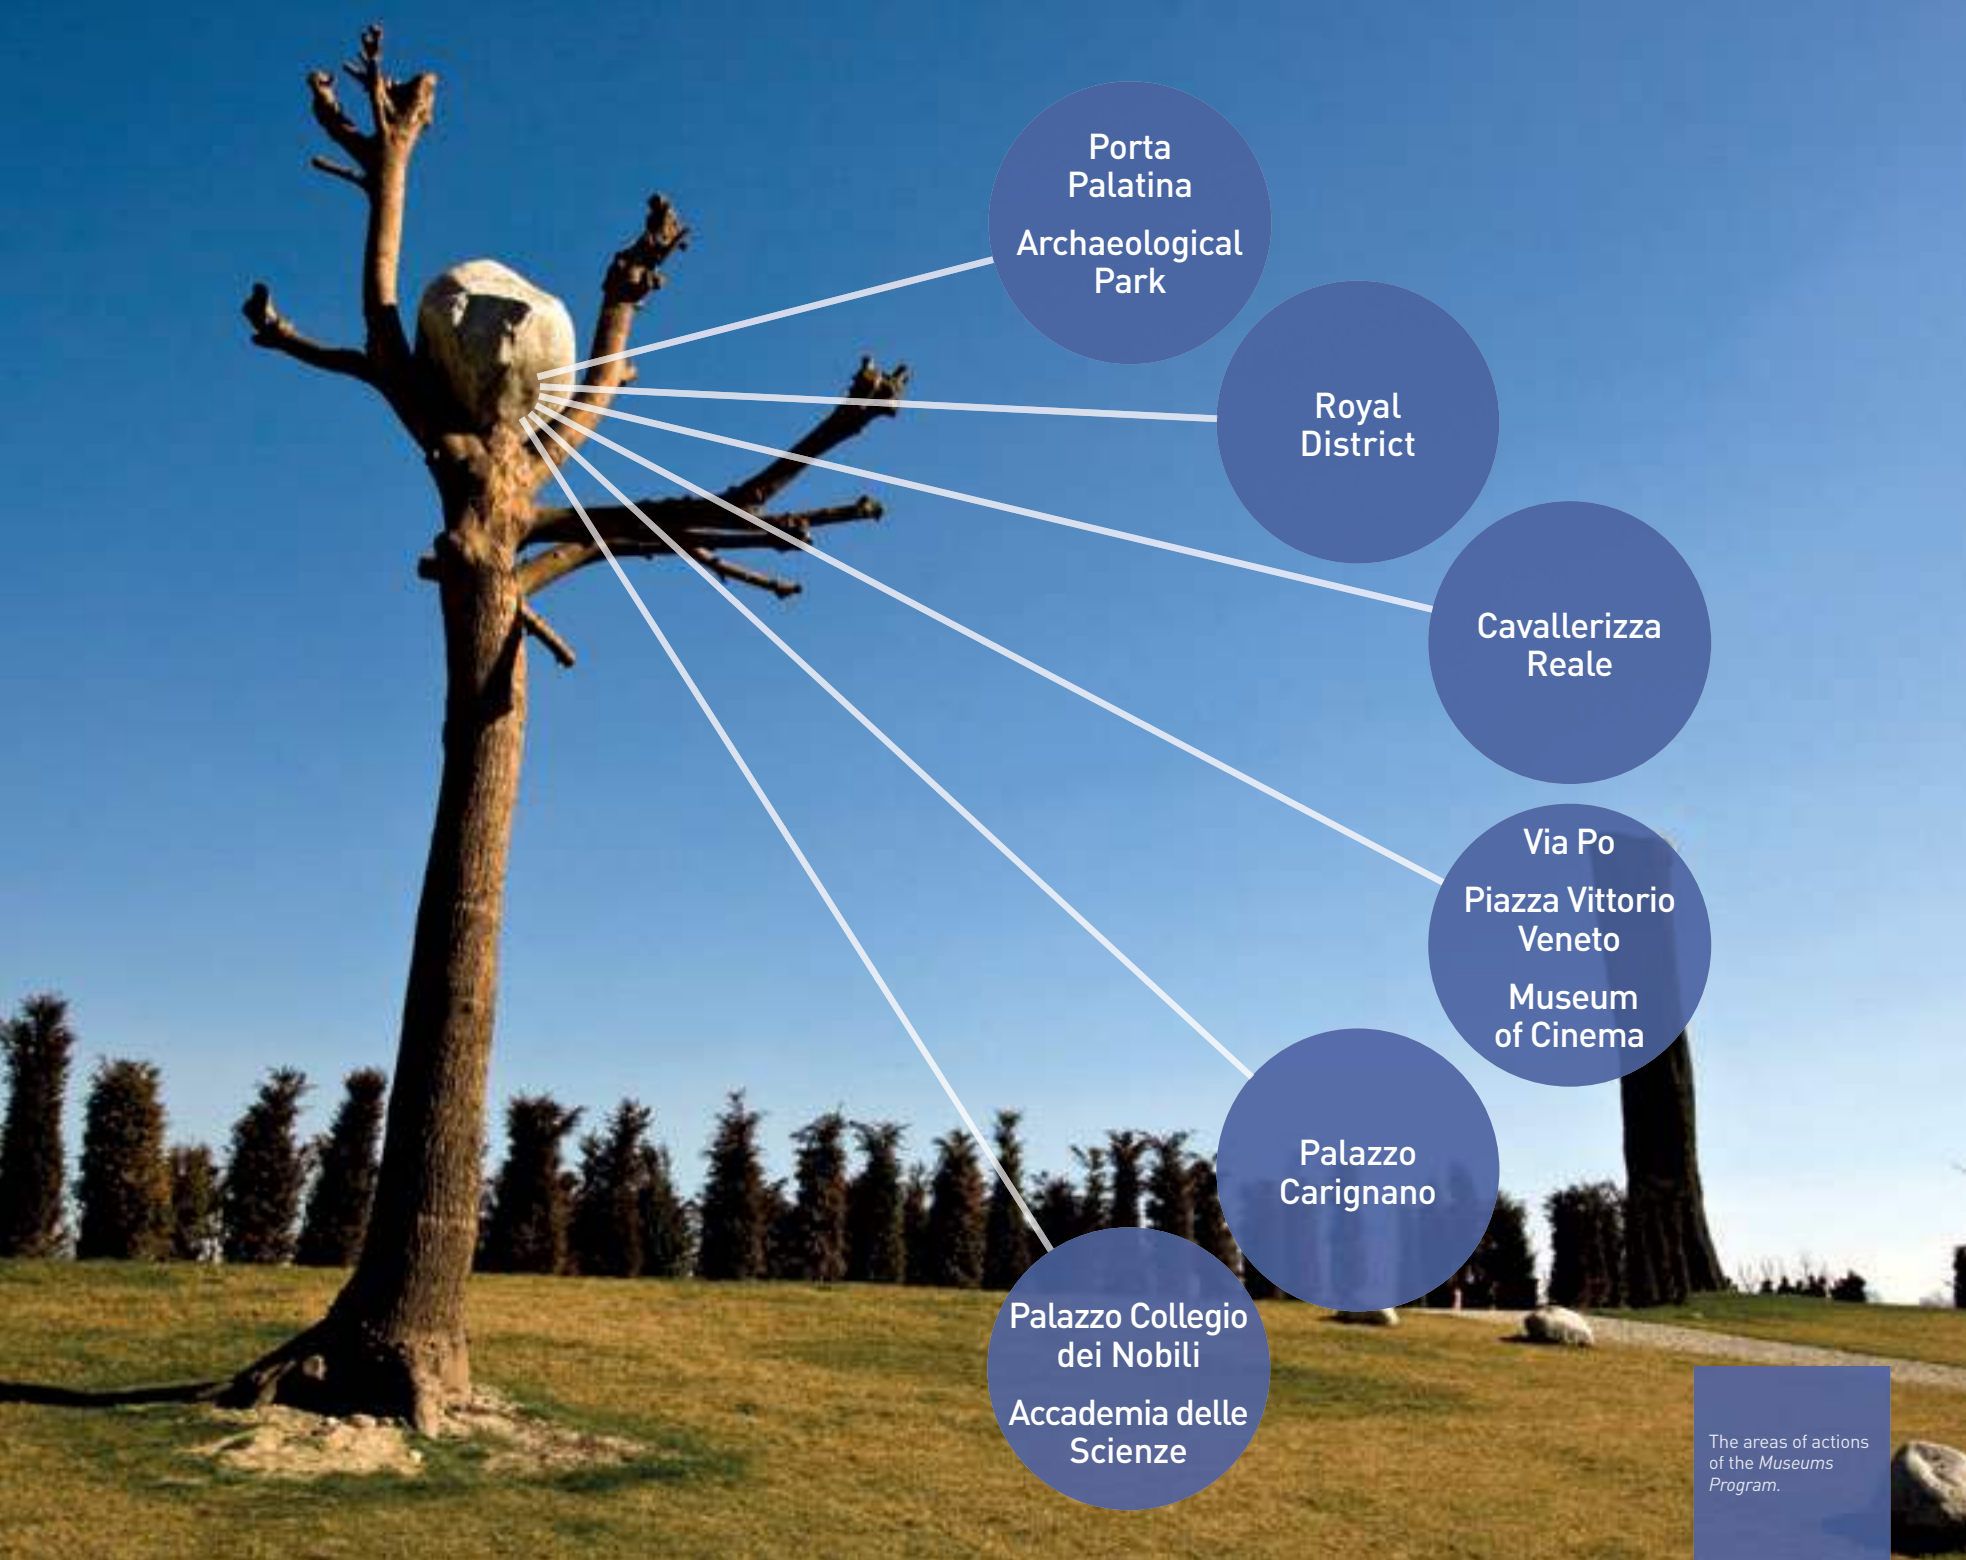 Porta
Palatina
Archaeological
Park
Royal
District
Cavallerizza
Reale
Via Po
Piazza Vittorio
Veneto
Museum
of Cinema
Palazzo
Carignano
Palazzo Collegio
dei Nobili
Accademia delle
Scienze
The areas of actions
of the Museums
Program.